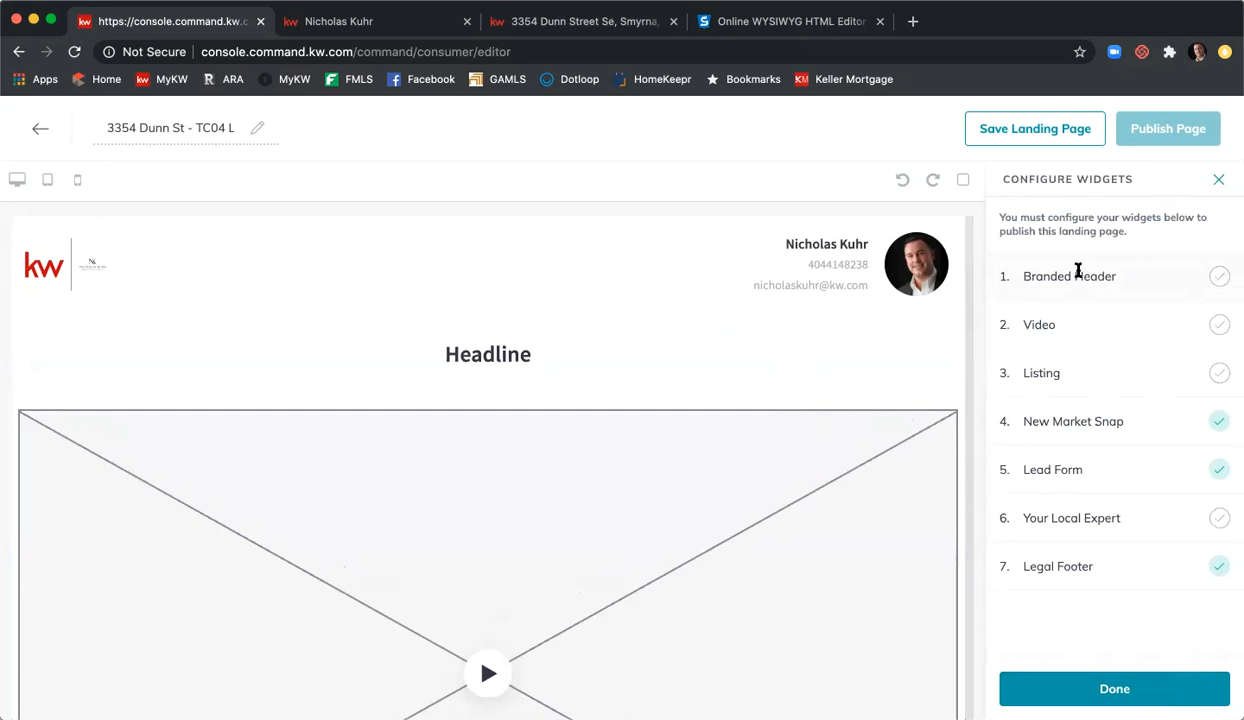 https://console.command.kw.c
Nicholas Kuhr
3354 Dunn Street Se, Smyrna,
Online WYSIWYG HTML Editor
Not Secure
console.command.kw.com/command/consumer/editor
Apps
Home
kw MyKW
R ARA
MyKW
FMLS
Facebook
GAMLS
Dotloop
HomeKeepr
Bookmarks
KM Keller Mortgage
3354 Dunn St - TC04 L
Save Landing Page
Publish Page
CONFIGURE WIDGETS
You must configure your widgets below to
publish this landing page.
kw
Nicholas Kuhr
4044148238
nicholaskuhr@kw.com
Headline
1. Branded Header
2. Video
3. Listing
4. New Market Snap
5. Lead Form
6. Your Local Expert
7. Legal Footer
Done